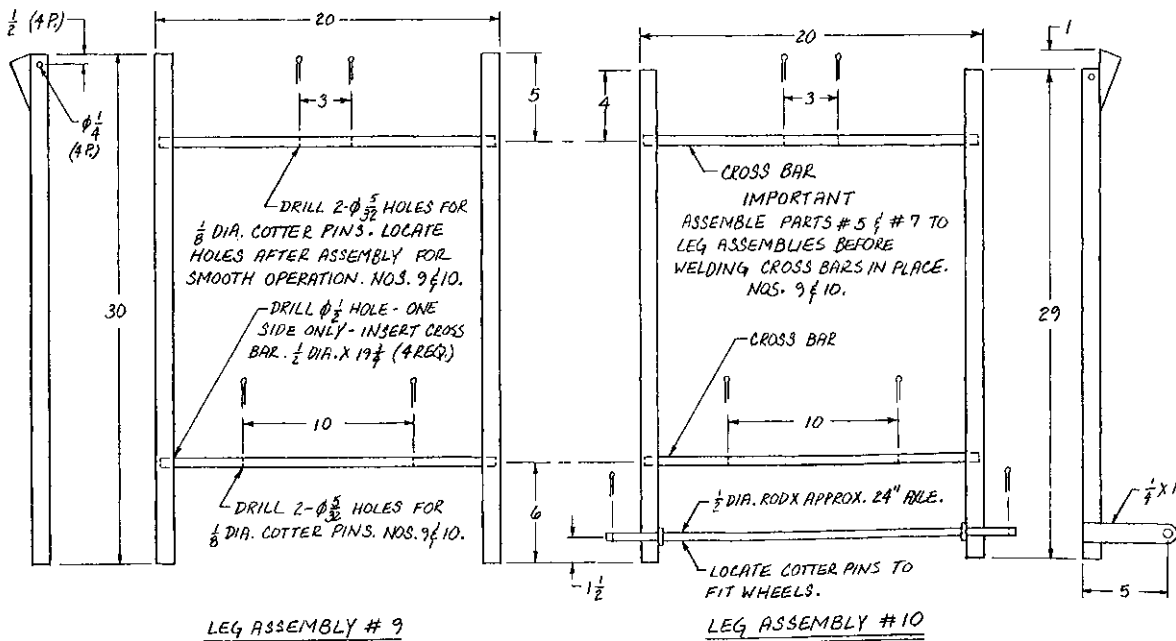 1/2 (4 P.)
20
φ 1/4
(4 P.)
30
3
5
DRILL 2-φ 5/32 HOLES FOR
1/8 DIA. COTTER PINS. LOCATE
HOLES AFTER ASSEMBLY FOR
SMOOTH OPERATION. NOS. 9 & 10.
DRILL φ 1/2 HOLE - ONE
SIDE ONLY - INSERT CROSS
BAR. 1/2 DIA. X 19 3/4 (4 REQ.)
10
DRILL 2-φ 5/32 HOLES FOR
1/8 DIA. COTTER PINS. NOS. 9 & 10.
6
1 1/2
LEG ASSEMBLY # 9
20
1
3
4
CROSS BAR
IMPORTANT
ASSEMBLE PARTS # 5 & # 7 TO
LEG ASSEMBLIES BEFORE
WELDING CROSS BARS IN PLACE.
NOS. 9 & 10.
29
CROSS BAR
10
1/2 DIA. ROD X APPROX. 24" AXLE.
1/4 X 1
LOCATE COTTER PINS TO
FIT WHEELS.
5
LEG ASSEMBLY #10